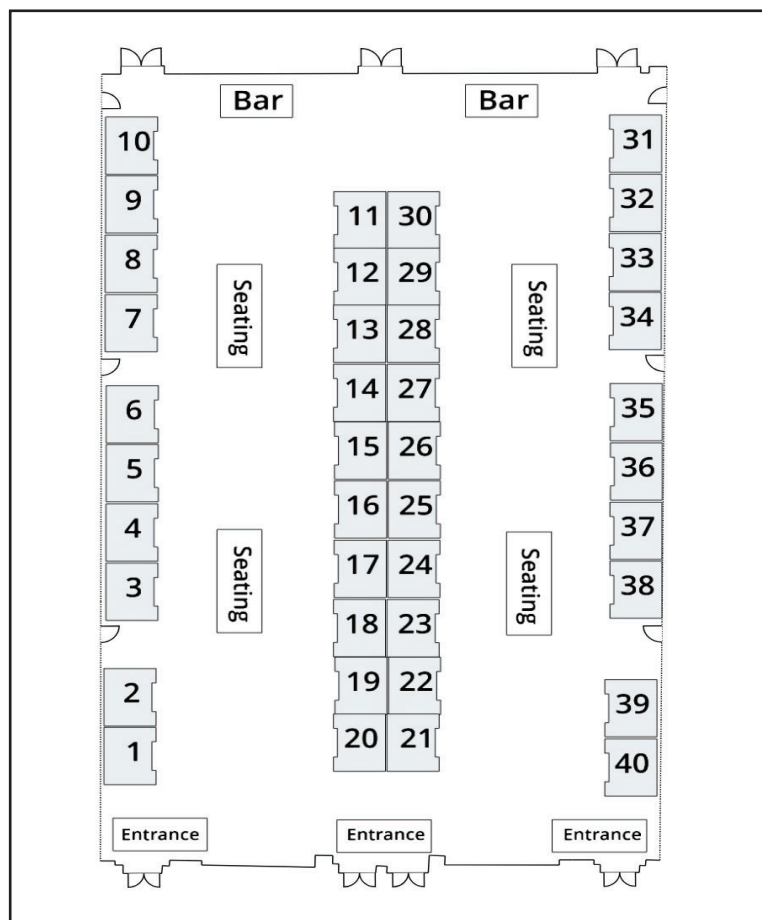 Bar Bar
10 31
9 11 30 32
8 12 29 33
Seating Seating
7 13 28 34
14 27
6 35
5 15 26 36
4 16 25 37
Seating Seating
3 17 24 38
18 23
2 19 22 39
1 20 21 40
Entrance Entrance Entrance